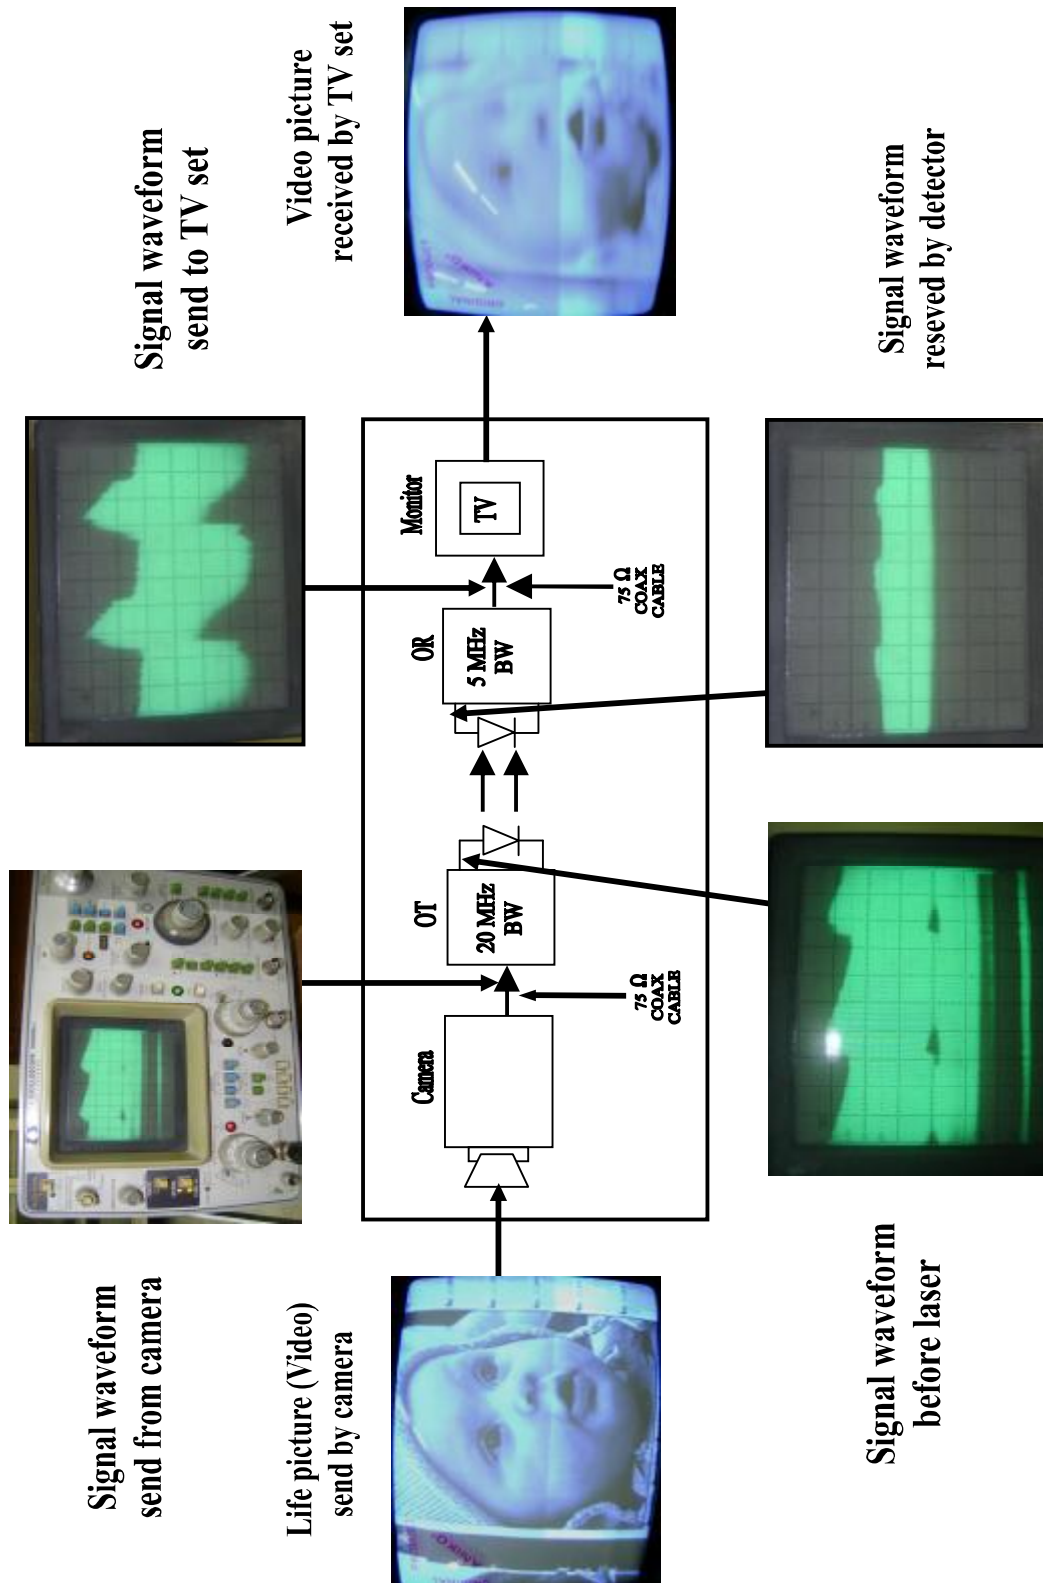 Signal waveform
send from camera
Signal waveform
send to TV set
Life picture (Video)
send by camera
Video picture
received by TV set
Camera
OT
20 MHz
BW
OR
5 MHz
BW
Monitor
TV
75 Ω
COAX
CABLE
75 Ω
COAX
CABLE
Signal waveform
before laser
Signal waveform
reseved by detector